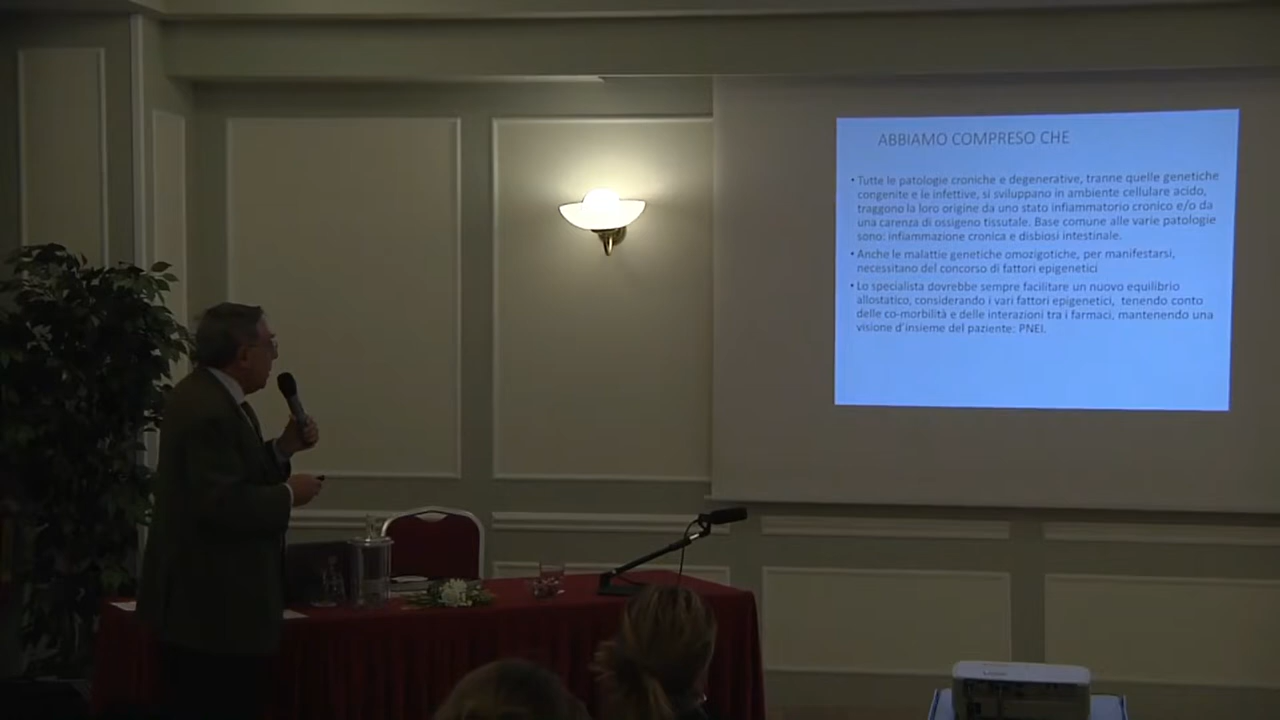 ABBIAMO COMPRESO CHE
• Tutte le patologie croniche e degenerative, tranne quelle genetiche
congenite e le infettive, si sviluppano in ambiente cellulare acido,
traggono la loro origine da uno stato infiammatorio cronico e/o da
una carenza di ossigeno tissutale. Base comune alle varie patologie
sono: infiammazione cronica e disbiosi intestinale.
• Anche le malattie genetiche omozigotiche, per manifestarsi,
necessitano del concorso di fattori epigenetici
• Lo specialista dovrebbe sempre facilitare un nuovo equilibrio
allostatico, considerando i vari fattori epigenetici, tenendo conto
delle co-morbilità e delle interazioni tra i farmaci, mantenendo una
visione d'insieme del paziente: PNEI.